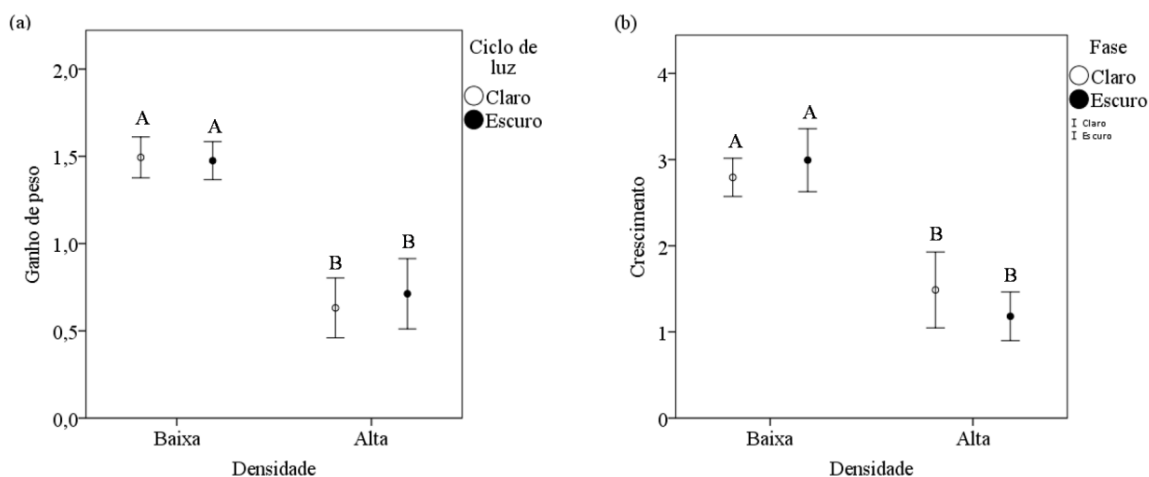 (a)
Ciclo de
luz
Claro
Escuro
2,0
1,5
1,0
0,5
0,0
A
A
B
B
Ganho de peso
Baixa
Alta
Densidade
(b)
Fase
Claro
Escuro
Claro
Escuro
4
3
2
1
0
A
A
B
B
Crescimento
Baixa
Alta
Densidade